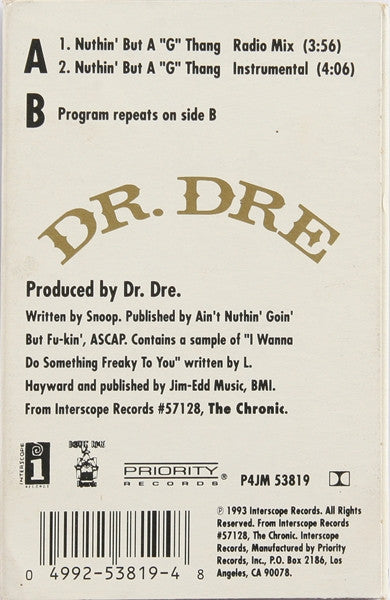 A
1. Nuthin' But A "G" Thang Radio Mix (3:56)
2. Nuthin' But A "G" Thang Instrumental (4:06)
B
Program repeats on side B
DR. DRE
Produced by Dr. Dre.
Written by Snoop. Published by Ain't Nuthin' Goin'
But Fu-kin', ASCAP. Contains a sample of "I Wanna
Do Something Freaky To You" written by L.
Hayward and published by Jim-Edd Music, BMI.
From Interscope Records #57128, The Chronic.
INTERSCOPE
RECORDS
DEATH ROW
PRIORITY
RECORDS®
P4JM 53819
℗ 1993 Interscope Records. All Rights
Reserved. From Interscope Records
#57128, The Chronic. Interscope
Records, Manufactured by Priority
Records, Inc., P.O. Box 2186, Los
Angeles, CA 90078.
0 4992-53819-4 8